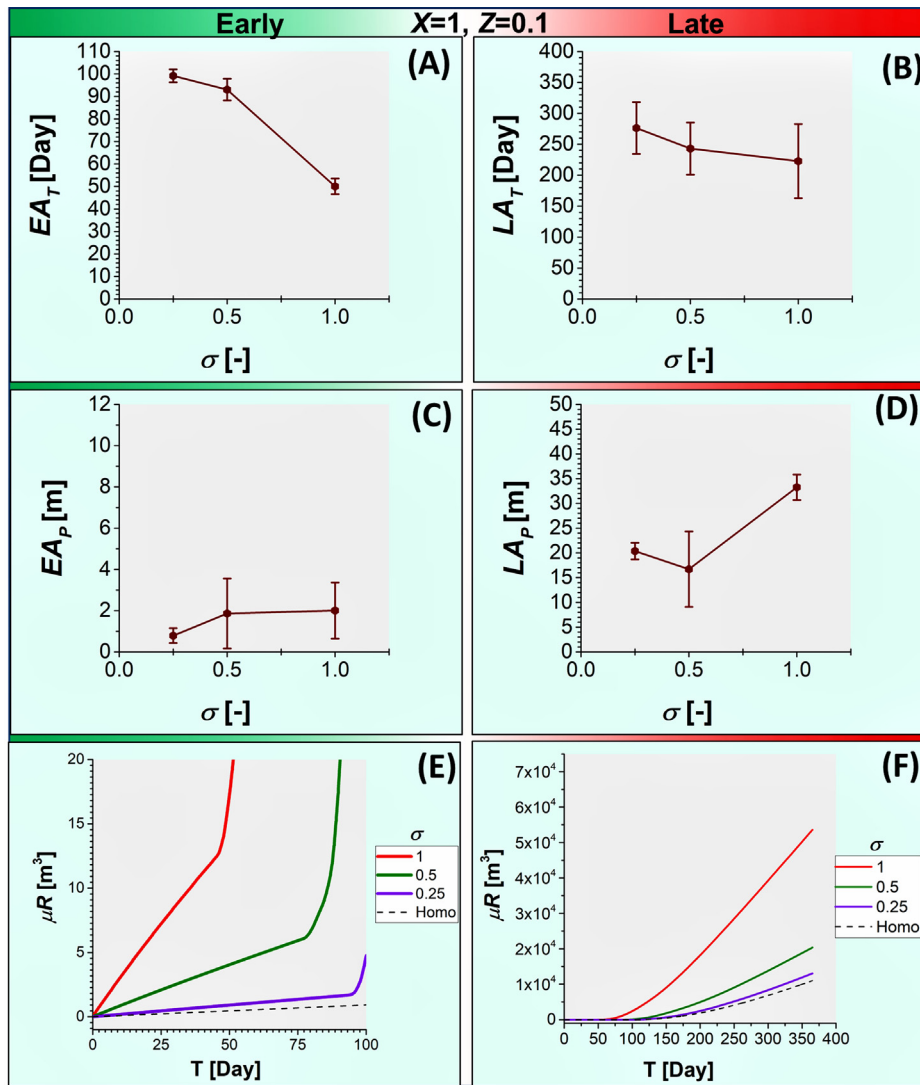 Early X=1, Z=0.1 Late
(A)
EA_T [Day]
110
100
90
80
70
60
50
40
30
20
10
0
0.0 0.5 1.0
σ [-]
(B)
LA_T [Day]
400
350
300
250
200
150
100
50
0
0.0 0.5 1.0
σ [-]
(C)
EA_P [m]
12
10
8
6
4
2
0
0.0 0.5 1.0
σ [-]
(D)
LA_P [m]
50
45
40
35
30
25
20
15
10
5
0
0.0 0.5 1.0
σ [-]
(E)
μR [m³]
20
15
10
5
0
0 25 50 75 100
T [Day]
σ
1
0.5
0.25
Homo
(F)
μR [m³]
7x10⁴
6x10⁴
5x10⁴
4x10⁴
3x10⁴
2x10⁴
1x10⁴
0
0 50 100 150 200 250 300 350 400
T [Day]
σ
1
0.5
0.25
Homo